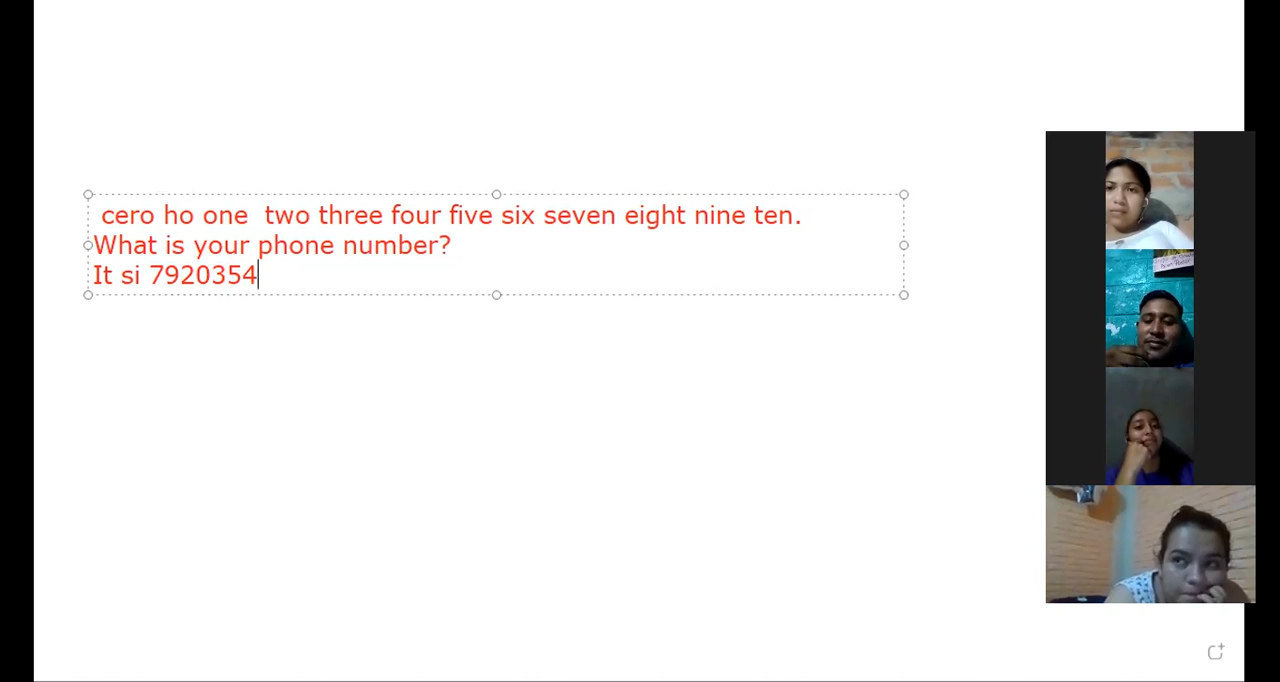 cero ho one  two three four five six seven eight nine ten.
What is your phone number?
It si 7920354